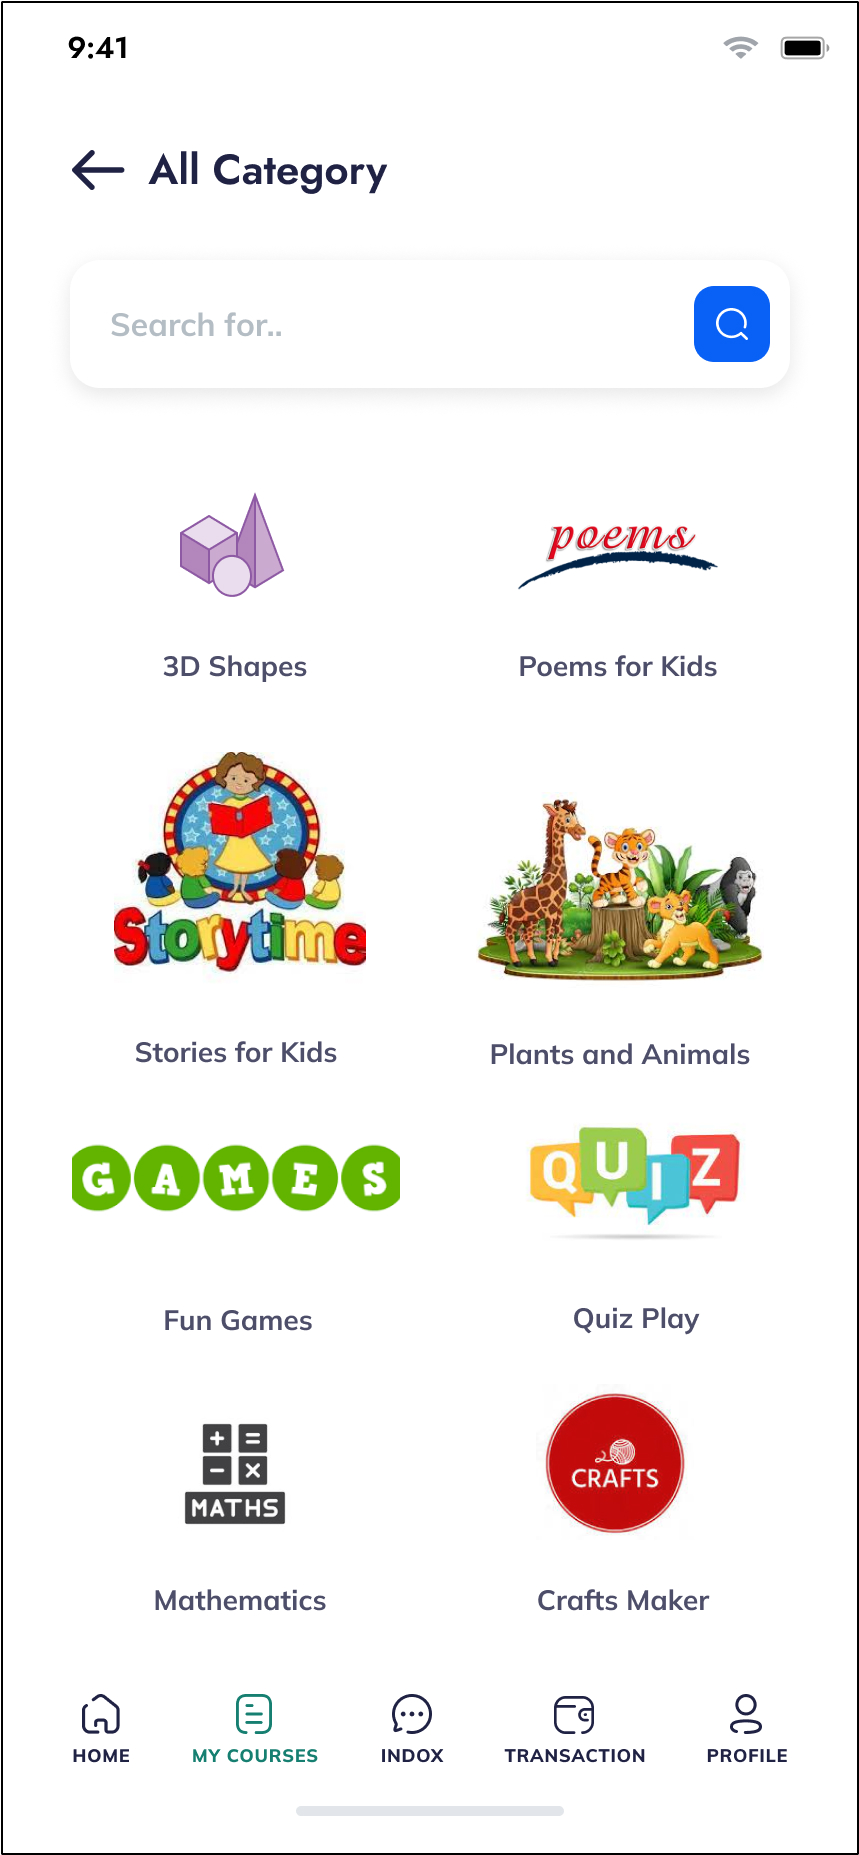 9:41
All Category
Search for..
poems
3D Shapes
Poems for Kids
Storytime
Stories for Kids
Plants and Animals
GAMES
QUIZ
Fun Games
Quiz Play
+ =
- ×
MATHS
CRAFTS
Mathematics
Crafts Maker
HOME
MY COURSES
INDOX
TRANSACTION
PROFILE